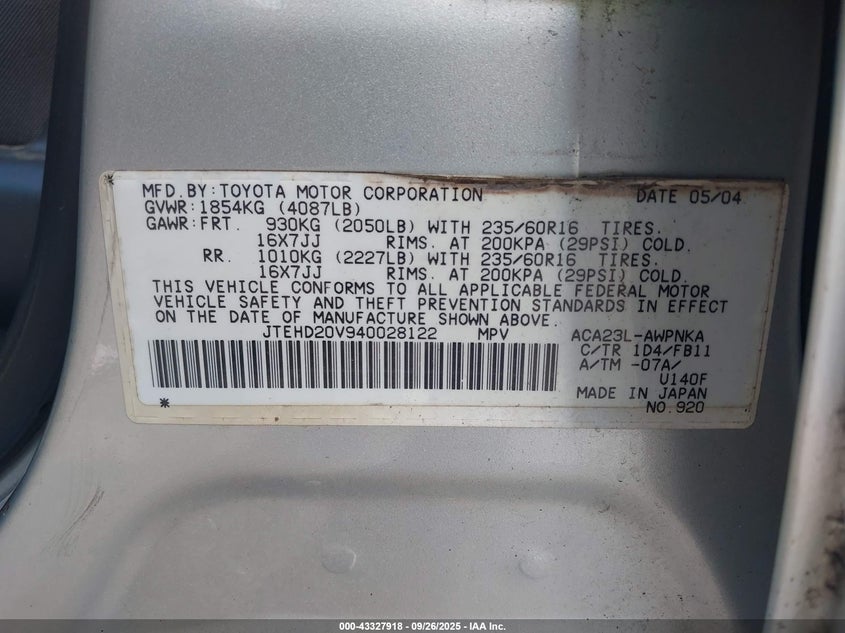 MFD.BY:TOYOTA MOTOR CORPORATION DATE 05/04
GVWR:1854KG (4087LB)
GAWR:FRT. 930KG (2050LB) WITH 235/60R16 TIRES.
16X7JJ RIMS. AT 200KPA (29PSI) COLD.
RR. 1010KG (2227LB) WITH 235/60R16 TIRES.
16X7JJ RIMS. AT 200KPA (29PSI) COLD.
THIS VEHICLE CONFORMS TO ALL APPLICABLE FEDERAL MOTOR
VEHICLE SAFETY AND THEFT PREVENTION STANDARDS IN EFFECT
ON THE DATE OF MANUFACTURE SHOWN ABOVE.
JTEHD20V940028122 MPV ACA23L-AWPNKA
C/TR 1D4/FB11
A/TM -07A/
U140F
MADE IN JAPAN
* NO.920
000-43327918 - 09/26/2025 - IAA Inc.